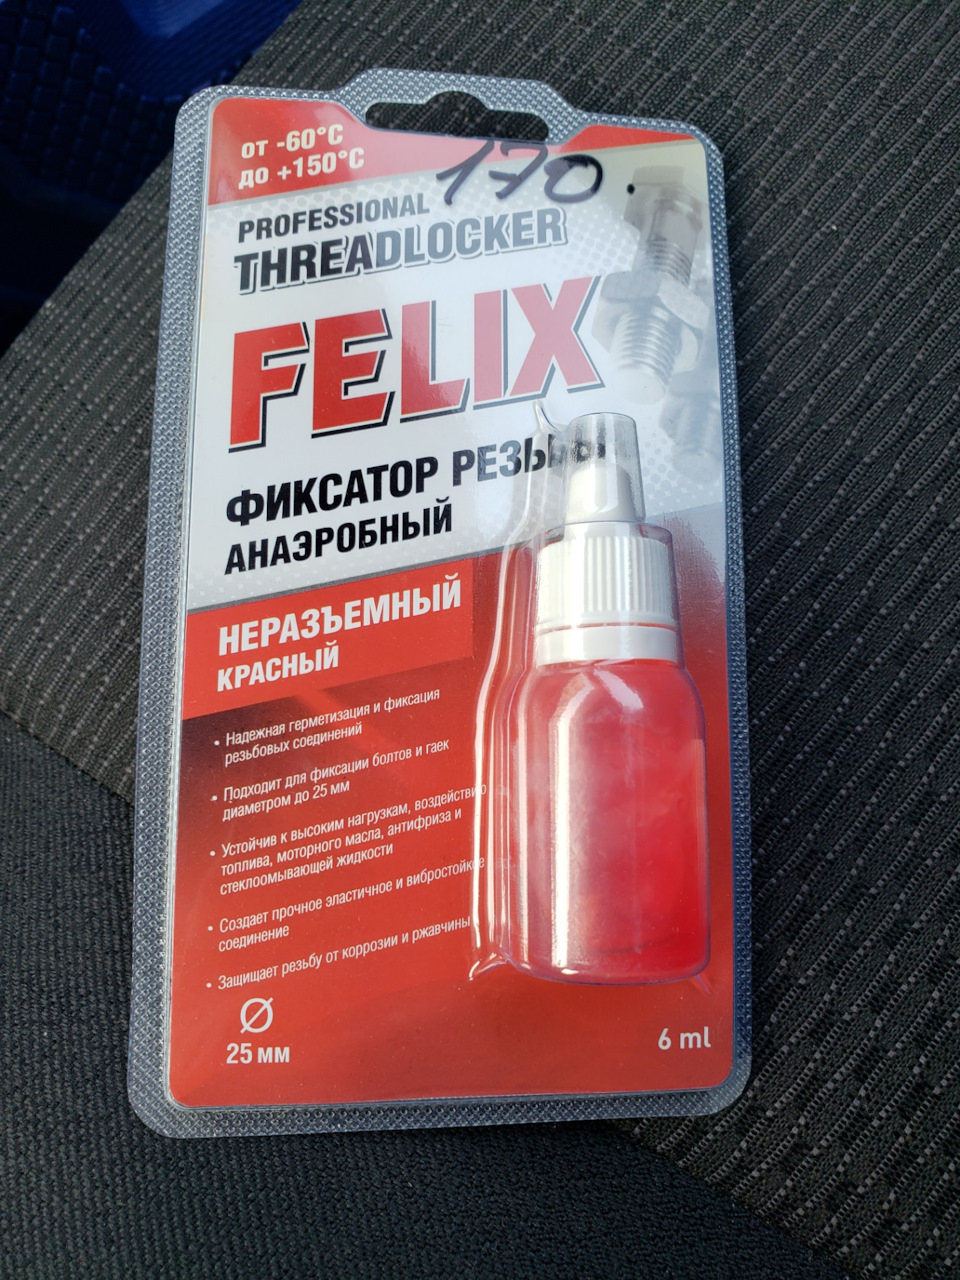 от -60°C
до +150°C
170
PROFESSIONAL
THREADLOCKER
FELIX
ФИКСАТОР РЕЗЬБЫ
АНАЭРОБНЫЙ
НЕРАЗЪЕМНЫЙ
КРАСНЫЙ
• Надежная герметизация и фиксация
резьбовых соединений
• Подходит для фиксации болтов и гаек
диаметром до 25 мм
• Устойчив к высоким нагрузкам, воздействию
топлива, моторного масла, антифриза и
стеклоомывающей жидкости
• Создает прочное эластичное и вибростойкое
соединение
• Защищает резьбу от коррозии и ржавчины
Ø
25 мм
6 ml